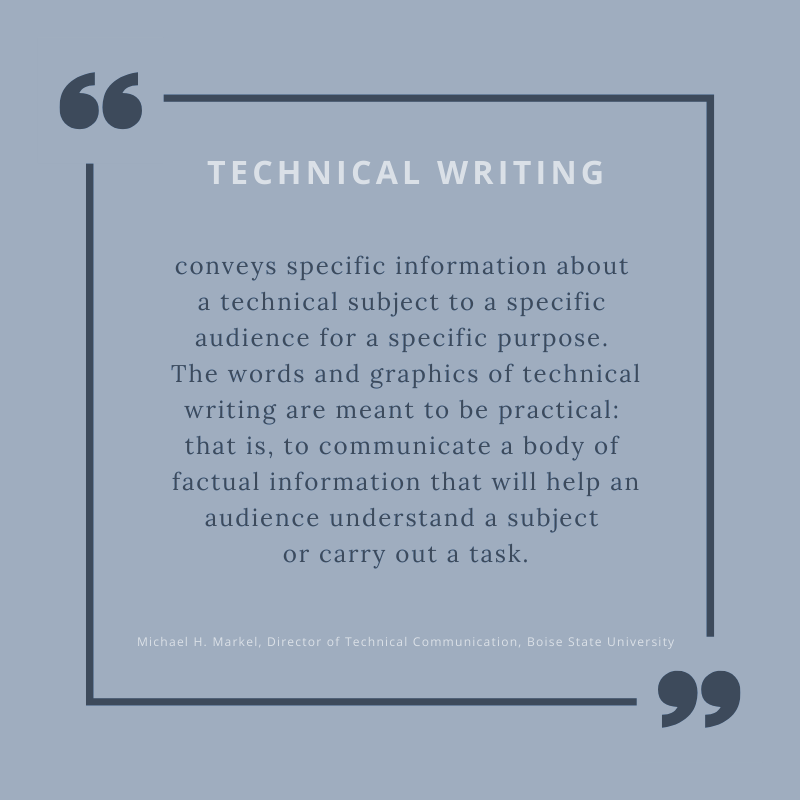 “
TECHNICAL WRITING
conveys specific information about
a technical subject to a specific
audience for a specific purpose.
The words and graphics of technical
writing are meant to be practical:
that is, to communicate a body of
factual information that will help an
audience understand a subject
or carry out a task.
Michael H. Markel, Director of Technical Communication, Boise State University
”